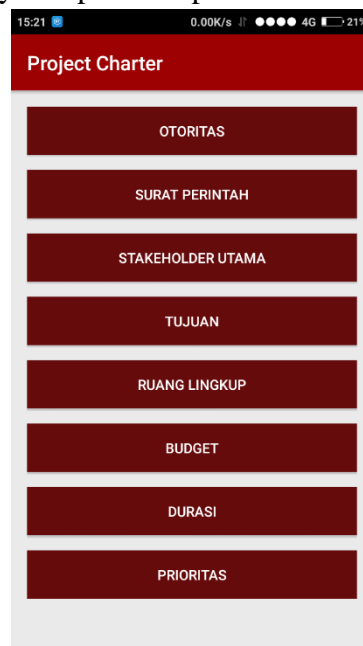 15:21 0.00K/s 4G 21%
Project Charter
OTORITAS
SURAT PERINTAH
STAKEHOLDER UTAMA
TUJUAN
RUANG LINGKUP
BUDGET
DURASI
PRIORITAS